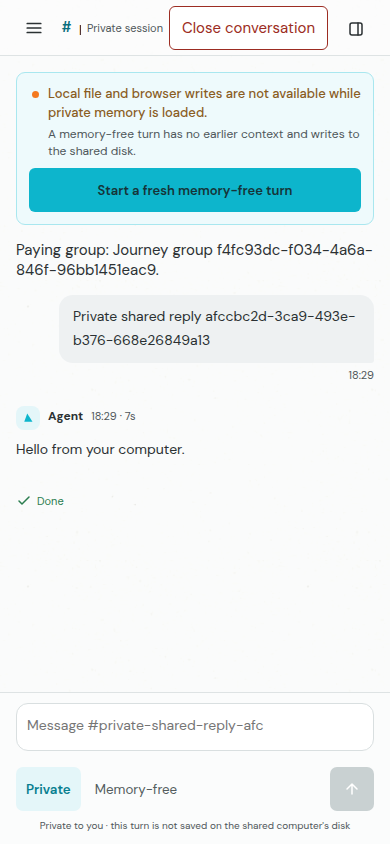 # | Private session Close conversation
Local file and browser writes are not available while
private memory is loaded.
A memory-free turn has no earlier context and writes to
the shared disk.
Start a fresh memory-free turn
Paying group: Journey group f4fc93dc-f034-4a6a-
846f-96bb1451eac9.
Private shared reply afccbc2d-3ca9-493e-
b376-668e26849a13
18:29
Agent 18:29 · 7s
Hello from your computer.
Done
Message #private-shared-reply-afc
Private Memory-free
Private to you · this turn is not saved on the shared computer's disk